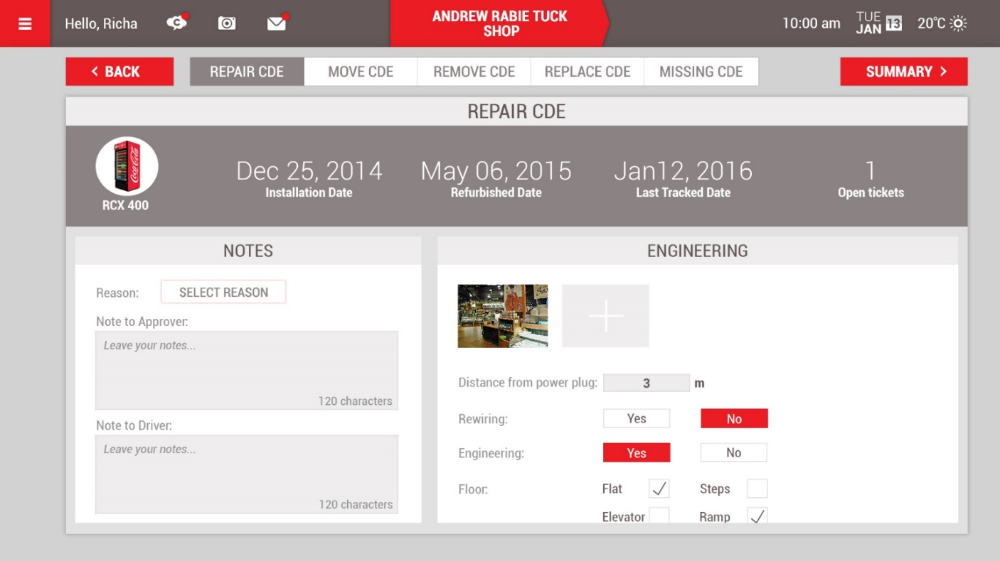 Hello, Richa
ANDREW RABIE TUCK
SHOP
10:00 am
TUE
JAN 13
20°C
< BACK
REPAIR CDE
MOVE CDE
REMOVE CDE
REPLACE CDE
MISSING CDE
SUMMARY >
REPAIR CDE
Coca-Cola
RCX 400
Dec 25, 2014
Installation Date
May 06, 2015
Refurbished Date
Jan12, 2016
Last Tracked Date
1
Open tickets
NOTES
Reason:
SELECT REASON
Note to Approver:
Leave your notes...
120 characters
Note to Driver:
Leave your notes...
120 characters
ENGINEERING
Distance from power plug: 3 m
Rewiring: Yes No
Engineering: Yes No
Floor: Flat Steps
Elevator Ramp